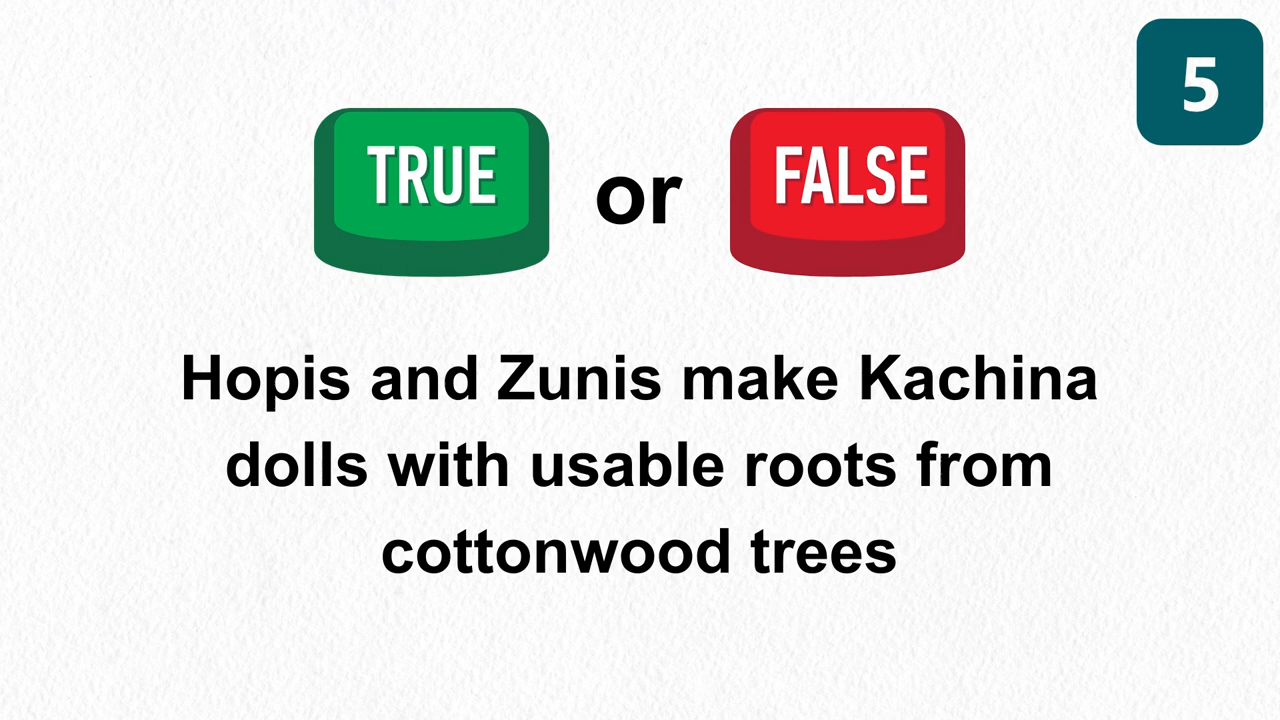 5
TRUE or FALSE
Hopis and Zunis make Kachina
dolls with usable roots from
cottonwood trees